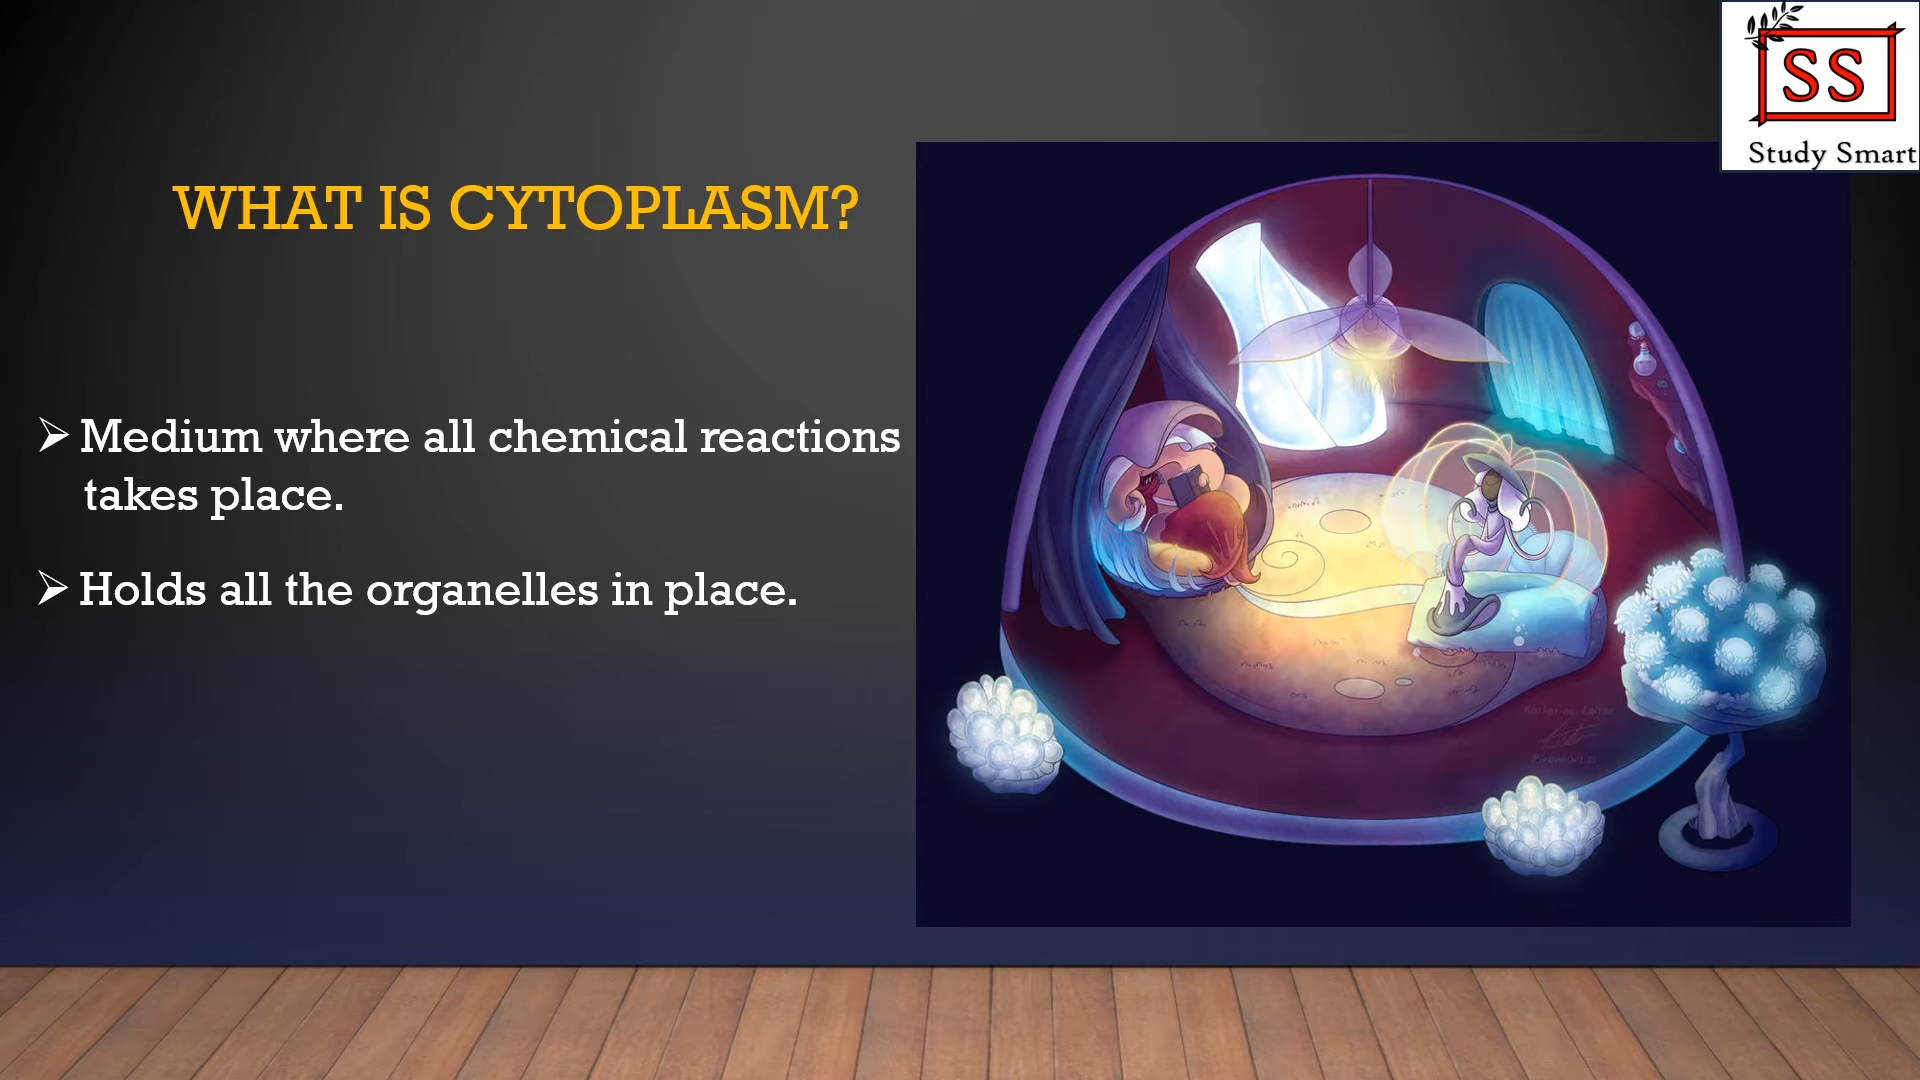 SS
Study Smart
WHAT IS CYTOPLASM?
➢ Medium where all chemical reactions
takes place.
➢ Holds all the organelles in place.